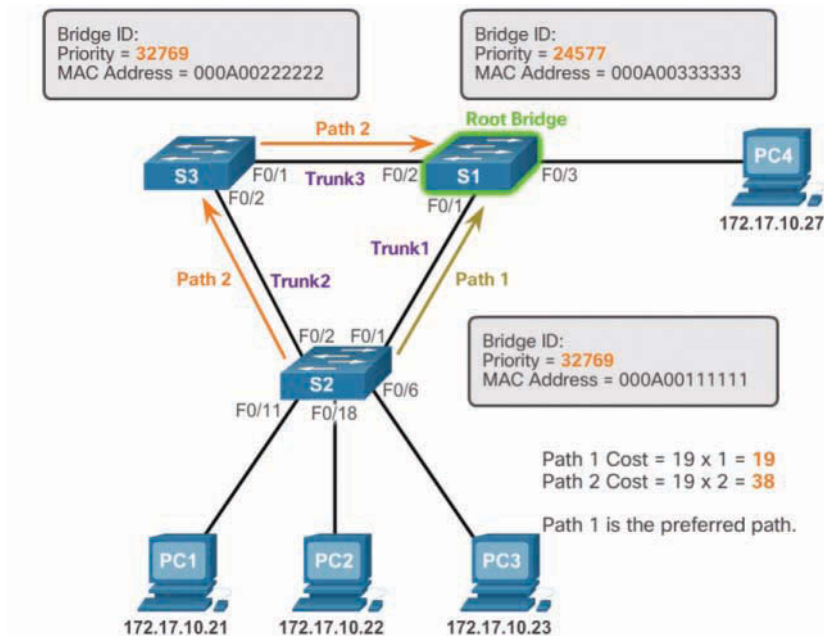 Bridge ID:
Priority = 32769
MAC Address = 000A00222222
Bridge ID:
Priority = 24577
MAC Address = 000A00333333
Root Bridge
Path 2
S3
F0/1
Trunk3
F0/2
S1
F0/3
PC4
F0/2
F0/1
172.17.10.27
Trunk1
Path 2
Trunk2
Path 1
F0/2
F0/1
Bridge ID:
Priority = 32769
MAC Address = 000A00111111
S2
F0/6
F0/11
F0/18
Path 1 Cost = 19 x 1 = 19
Path 2 Cost = 19 x 2 = 38
Path 1 is the preferred path.
PC1
PC2
PC3
172.17.10.21
172.17.10.22
172.17.10.23